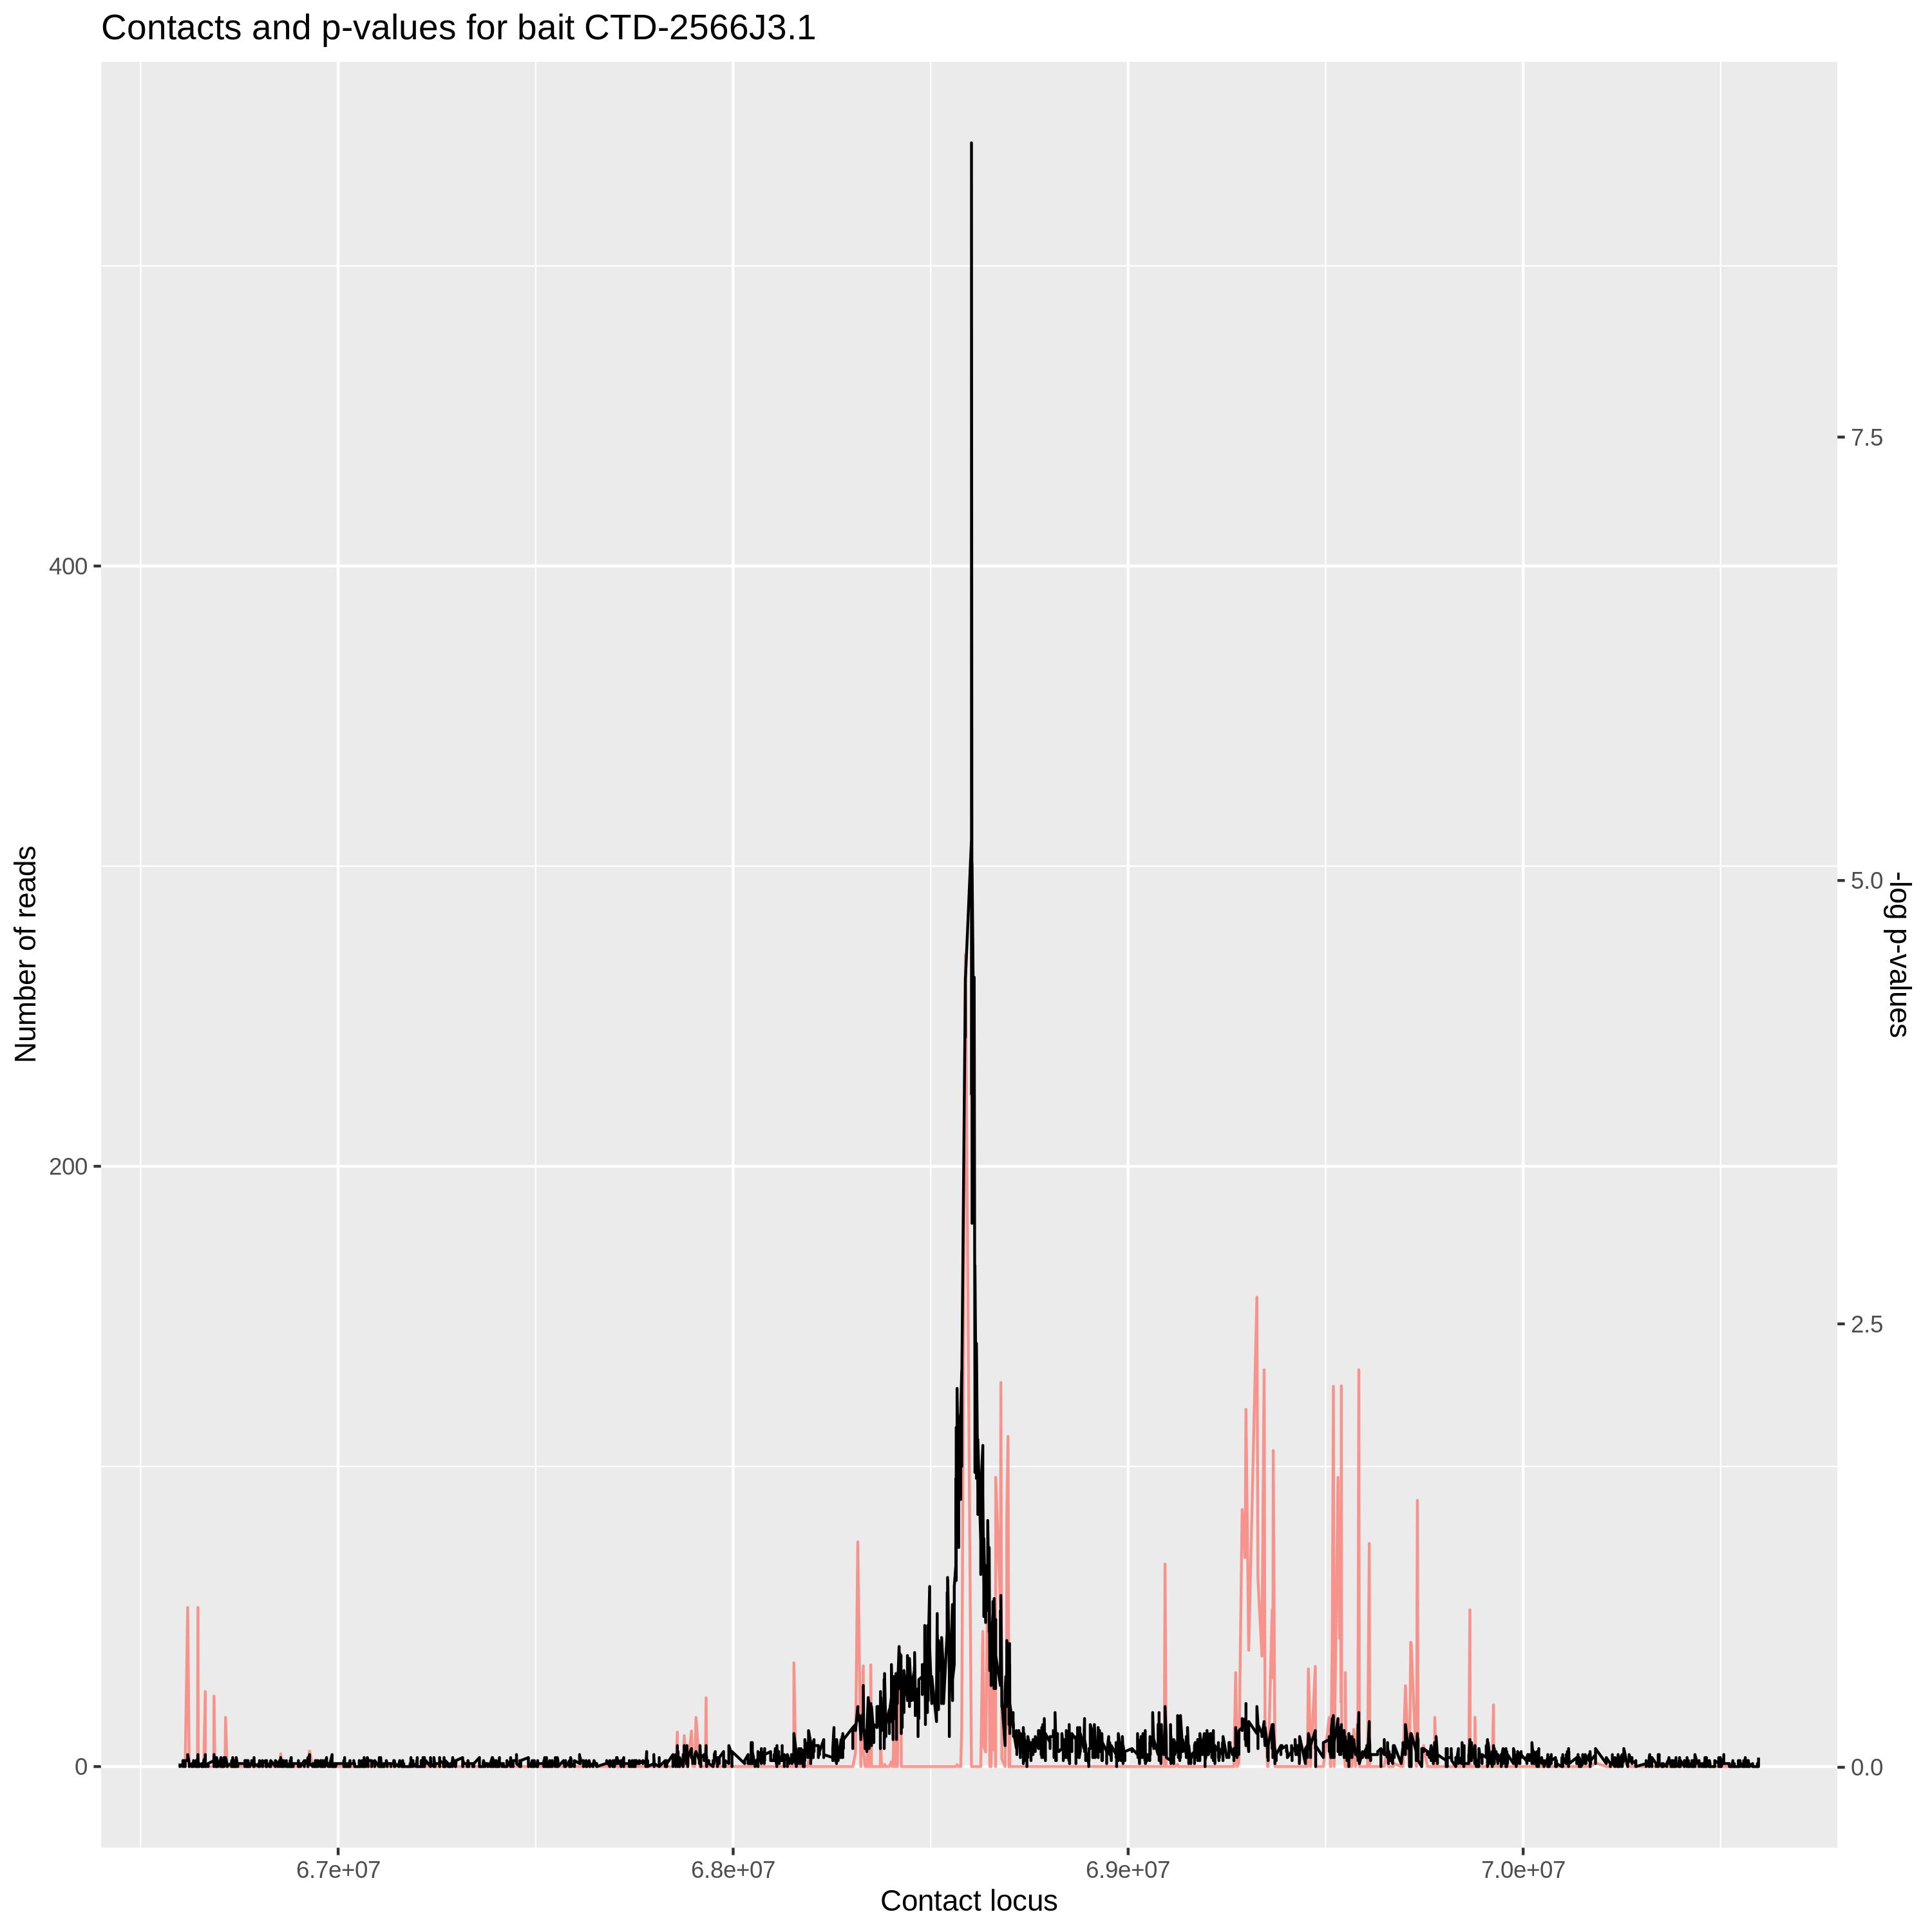 Contacts and p-values for bait CTD-2566J3.1
Number of reads
400
200
0
7.5
5.0
2.5
0.0
-log p-values
6.7e+07
6.8e+07
6.9e+07
7.0e+07
Contact locus